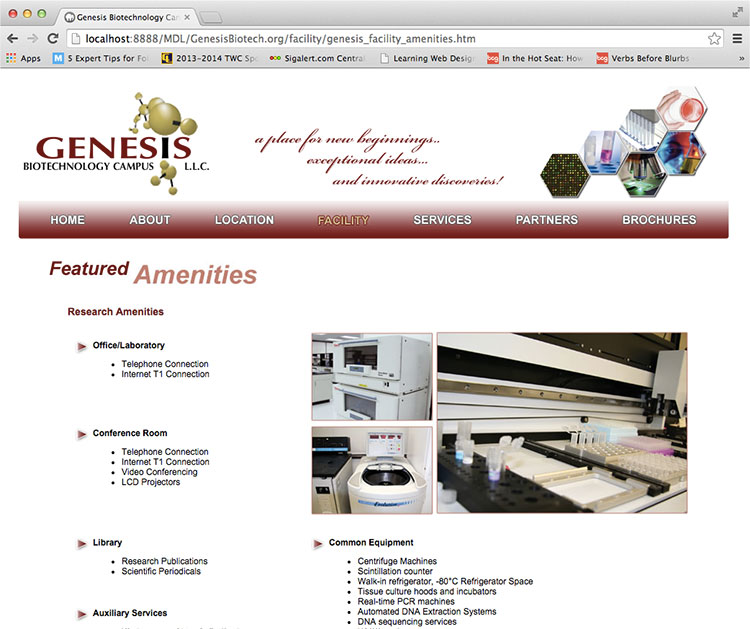 Genesis Biotechnology Ca
localhost:8888/MDL/GenesisBiotech.org/facility/genesis_facility_amenities.htm
Apps 5 Expert Tips for Fol 2013-2014 TWC Spo Sigalert.com Central Learning Web Desig In the Hot Seat: How Verbs Before Blurbs »
GENESIS
BIOTECHNOLOGY CAMPUS L.L.C.
a place for new beginnings..
exceptional ideas...
and innovative discoveries!
HOME ABOUT LOCATION FACILITY SERVICES PARTNERS BROCHURES
Featured Amenities
Research Amenities
Office/Laboratory
• Telephone Connection
• Internet T1 Connection
Conference Room
• Telephone Connection
• Internet T1 Connection
• Video Conferencing
• LCD Projectors
Library
• Research Publications
• Scientific Periodicals
Auxiliary Services
Common Equipment
• Centrifuge Machines
• Scintillation counter
• Walk-in refrigerator, -80°C Refrigerator Space
• Tissue culture hoods and incubators
• Real-time PCR machines
• Automated DNA Extraction Systems
• DNA sequencing services